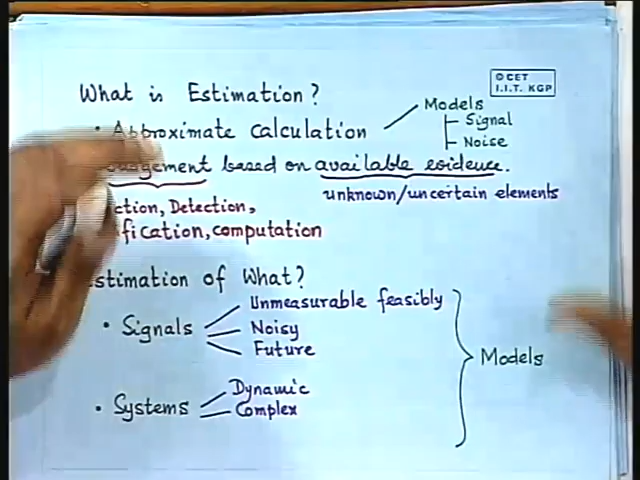 What is Estimation?
© CET
I.I.T. KGP
• Approximate calculation
Models
Signal
Noise
based on available evidence.
unknown/uncertain elements
Detection,
computation
Estimation of What?
• Signals
Unmeasurable feasibly
Noisy
Future
Models
• Systems
Dynamic
Complex